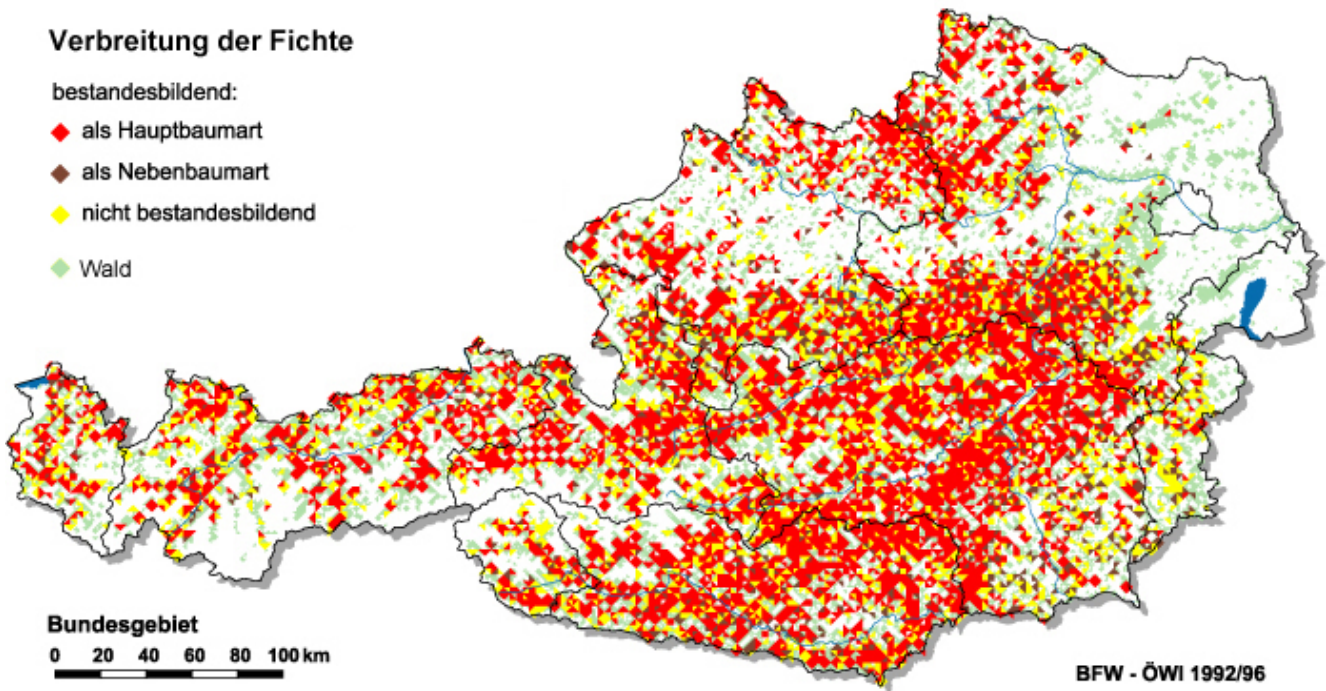 Verbreitung der Fichte
bestandesbildend:
als Hauptbaumart
als Nebenbaumart
nicht bestandesbildend
Wald
Bundesgebiet
0 20 40 60 80 100 km
BFW - ÖWI 1992/96